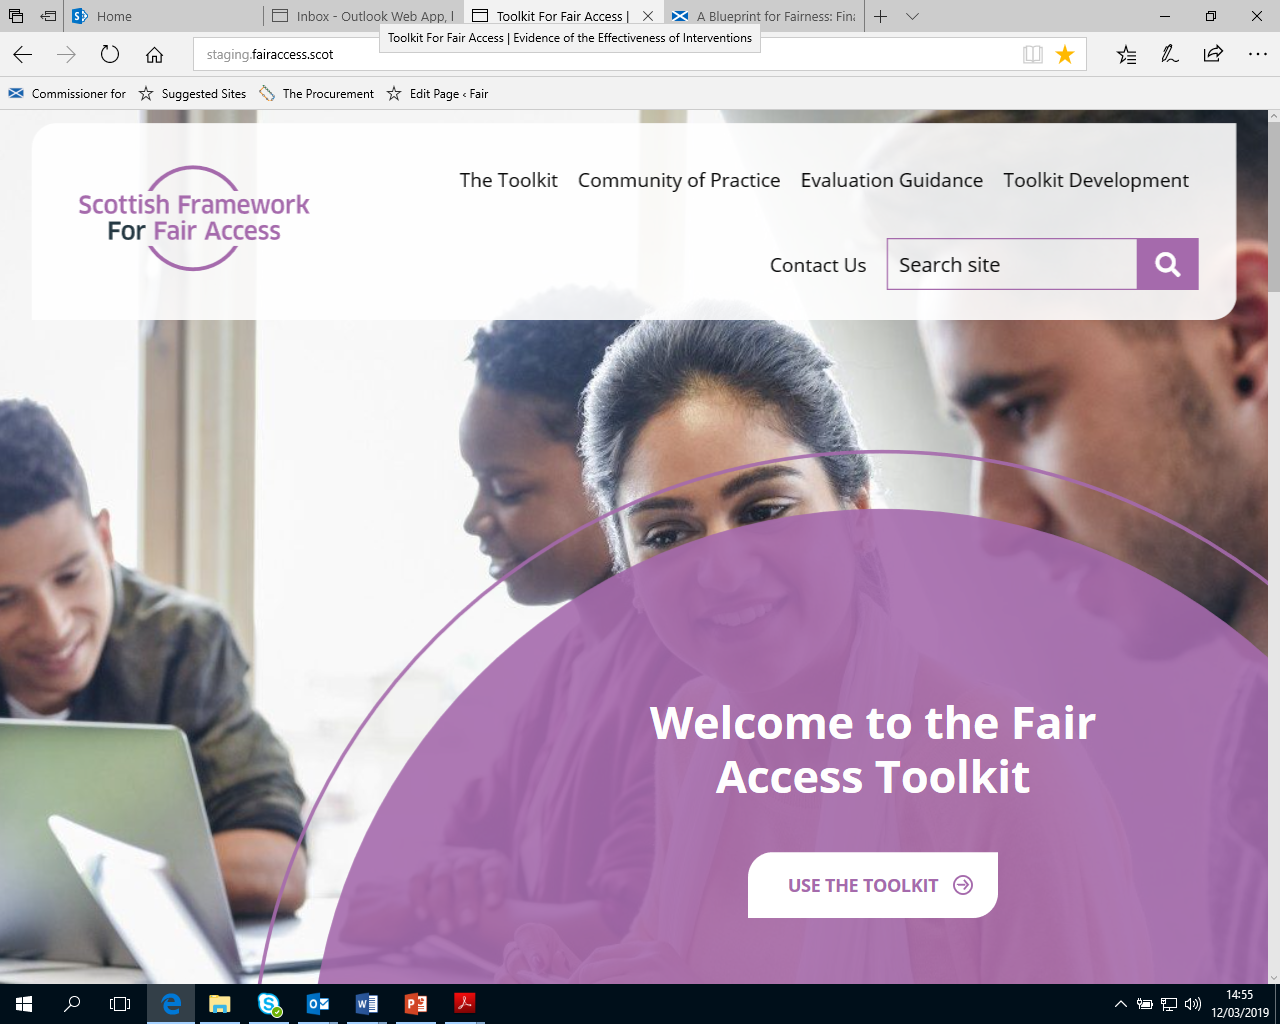 Home
Inbox - Outlook Web App, l
Toolkit For Fair Access |
A Blueprint for Fairness: Fina
Toolkit For Fair Access | Evidence of the Effectiveness of Interventions
staging.fairaccess.scot
Commissioner for
Suggested Sites
The Procurement
Edit Page ‹ Fair
Scottish Framework
For Fair Access
The Toolkit
Community of Practice
Evaluation Guidance
Toolkit Development
Contact Us
Search site
Welcome to the Fair
Access Toolkit
USE THE TOOLKIT
14:55
12/03/2019